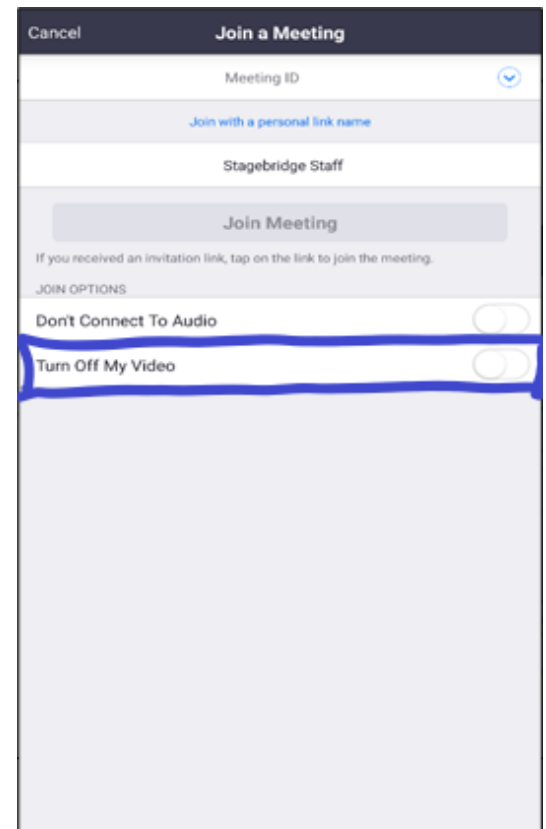 Cancel Join a Meeting
Meeting ID
Join with a personal link name
Stagebridge Staff
Join Meeting
If you received an invitation link, tap on the link to join the meeting.
JOIN OPTIONS
Don't Connect To Audio
Turn Off My Video